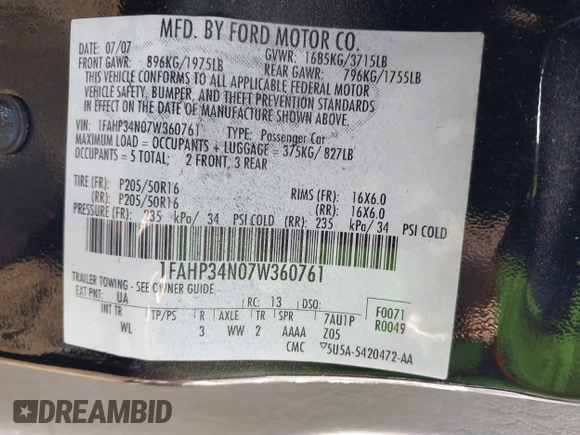 MFD. BY FORD MOTOR CO.
07/07 GVWR: 1685KG/3715LB
FRONT GAWR: 896KG/1975LB REAR GAWR: 796KG/1755LB
THIS VEHICLE CONFORMS TO ALL APPLICABLE FEDERAL MOTOR
VEHICLE SAFETY, BUMPER, AND THEFT PREVENTION STANDARDS
IN EFFECT ON THE DATE OF MANUFACTURE SHOWN ABOVE.
VIN: 1FAHP34N07W360761 TYPE: Passenger Car
MAXIMUM LOAD = OCCUPANTS + LUGGAGE = 375KG/ 827LB
OCCUPANTS = 5 TOTAL; 2 FRONT, 3 REAR
TIRE (FR): P205/50R16 RIMS (FR): 16X6.0
(RR): P205/50R16 (RR): 16X6.0
PRESSURE (FR): 235 kPa/ 34 PSI COLD (RR): 235 kPa/ 34 PSI COLD
1FAHP34N07W360761
TRAILER TOWING - SEE OWNER GUIDE
EXT PNT: UA RC: 13 DSO: F0071
INT TR TP/PS R AXLE TR SPR 7AU1P R0049
WL 3 WW 2 AAAA Z05
CMC ▽5U5A-5420472-AA
DREAMBID